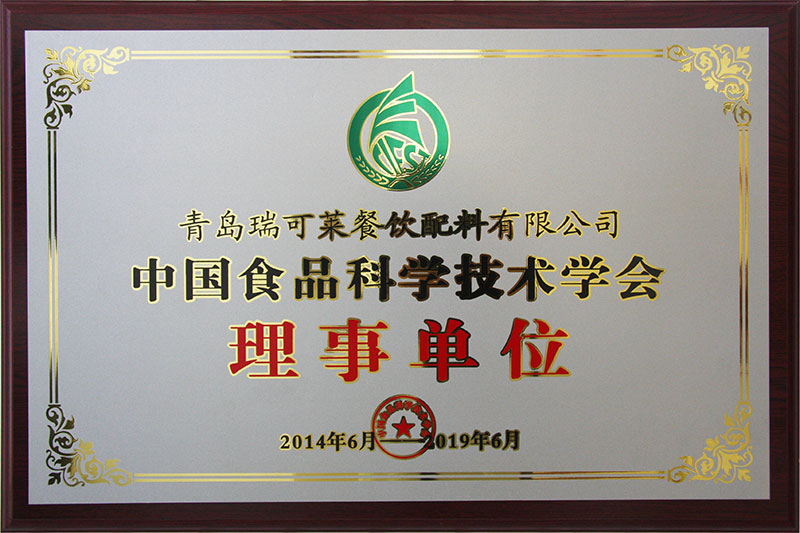 CIFST
青岛瑞可莱餐饮配料有限公司
中国食品科学技术学会
理事单位
2014年6月——2019年6月